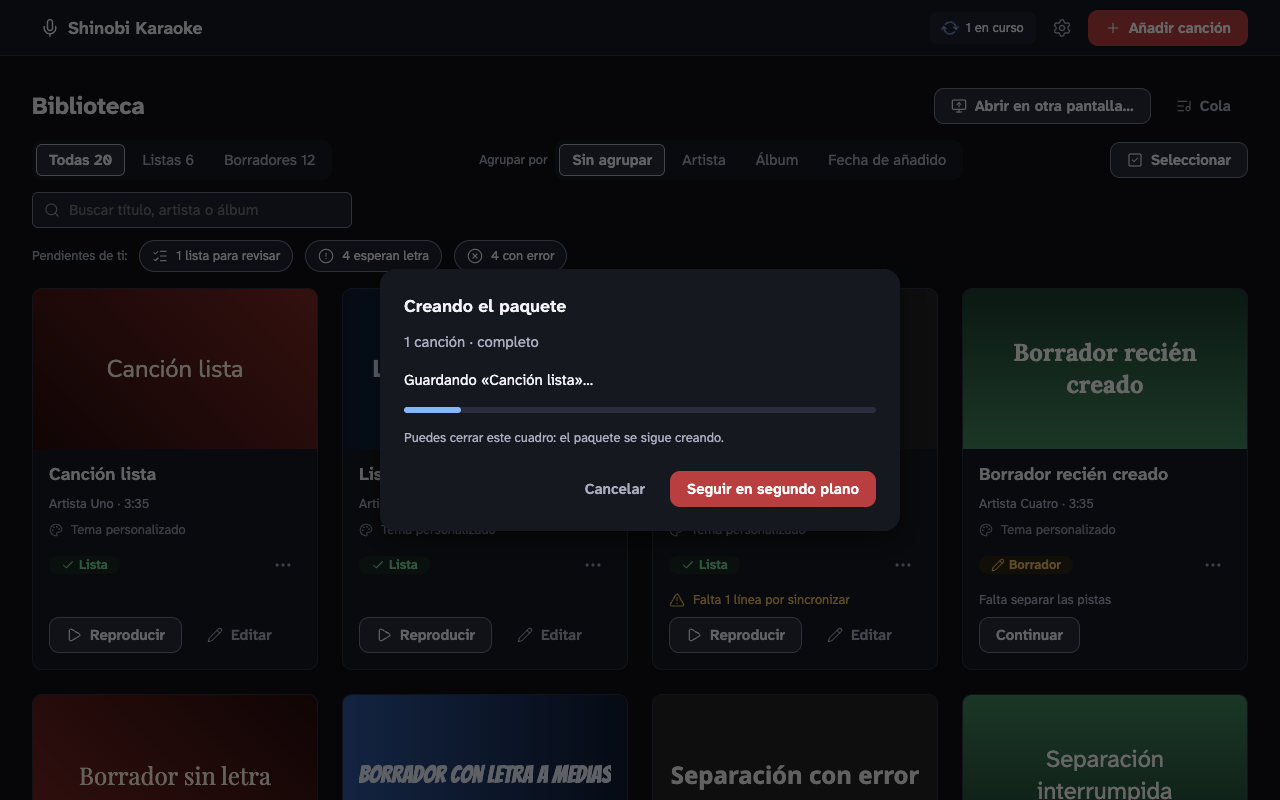 Shinobi Karaoke
1 en curso
Añadir canción
Biblioteca
Abrir en otra pantalla...
Cola
Todas 20
Listas 6
Borradores 12
Agrupar por
Sin agrupar
Artista
Álbum
Fecha de añadido
Seleccionar
Buscar título, artista o álbum
Pendientes de ti:
1 lista para revisar
4 esperan letra
4 con error
Creando el paquete
1 canción · completo
Guardando «Canción lista»...
Puedes cerrar este cuadro: el paquete se sigue creando.
Cancelar
Seguir en segundo plano
Canción lista
Canción lista
Artista Uno · 3:35
Tema personalizado
Lista
Reproducir
Editar
Tema personalizado
Lista
Reproducir
Editar
Tema personalizado
Lista
Falta 1 línea por sincronizar
Reproducir
Editar
Borrador recién
creado
Borrador recién creado
Artista Cuatro · 3:35
Tema personalizado
Borrador
Falta separar las pistas
Continuar
Borrador sin letra
BORRADOR CON LETRA A MEDIAS
Separación con error
Separación
interrumpida